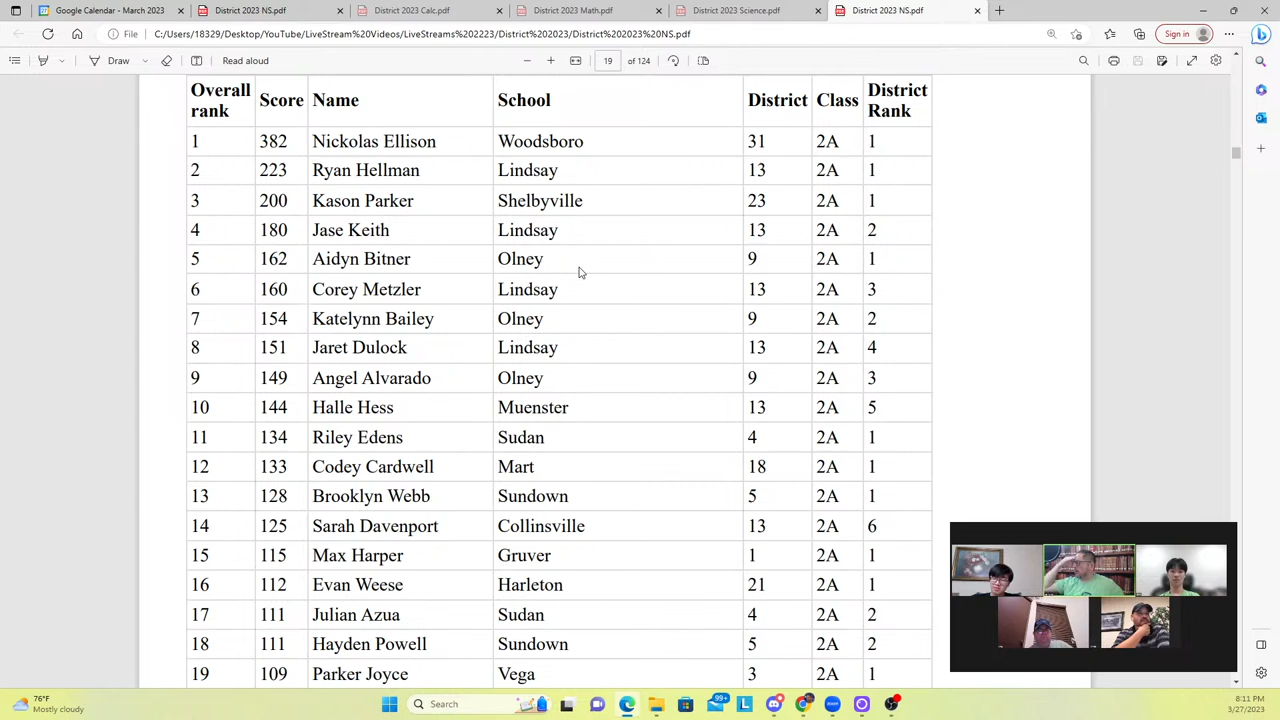 Google Calendar - March 2023
District 2023 NS.pdf
District 2023 Calc.pdf
District 2023 Math.pdf
District 2023 Science.pdf
District 2023 NS.pdf
File C:/Users/18329/Desktop/YouTube/LiveStream%20Videos/LiveStreams%202223/District%202023/District%202023%20NS.pdf
Sign in
Draw Read aloud 19 of 124
Overall rank Score Name School District Class District Rank
1 382 Nickolas Ellison Woodsboro 31 2A 1
2 223 Ryan Hellman Lindsay 13 2A 1
3 200 Kason Parker Shelbyville 23 2A 1
4 180 Jase Keith Lindsay 13 2A 2
5 162 Aidyn Bitner Olney 9 2A 1
6 160 Corey Metzler Lindsay 13 2A 3
7 154 Katelynn Bailey Olney 9 2A 2
8 151 Jaret Dulock Lindsay 13 2A 4
9 149 Angel Alvarado Olney 9 2A 3
10 144 Halle Hess Muenster 13 2A 5
11 134 Riley Edens Sudan 4 2A 1
12 133 Codey Cardwell Mart 18 2A 1
13 128 Brooklyn Webb Sundown 5 2A 1
14 125 Sarah Davenport Collinsville 13 2A 6
15 115 Max Harper Gruver 1 2A 1
16 112 Evan Weese Harleton 21 2A 1
17 111 Julian Azua Sudan 4 2A 2
18 111 Hayden Powell Sundown 5 2A 2
19 109 Parker Joyce Vega 3 2A 1
76°F
Mostly cloudy
Search
99+
8:11 PM
3/27/2023